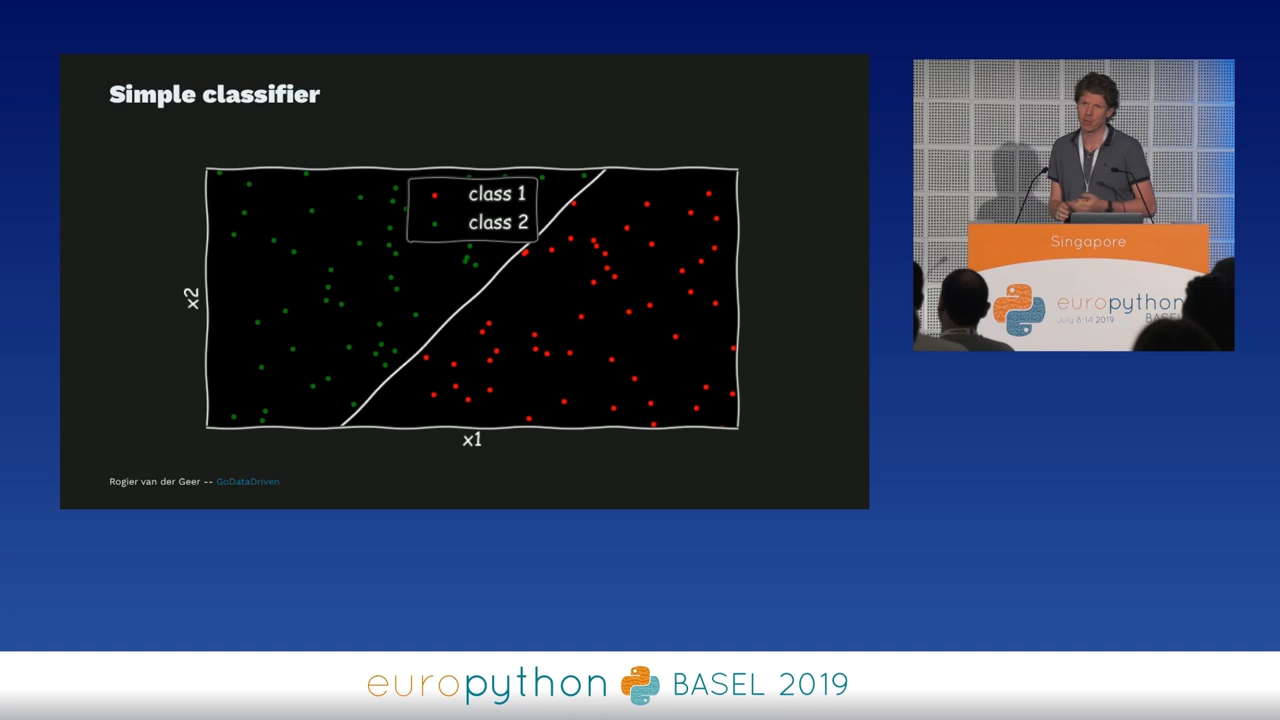 Simple classifier
class 1
class 2
x2
x1
Rogier van der Geer -- GoDataDriven
Singapore
europython
July 8-14 2019
BASEL
europython BASEL 2019